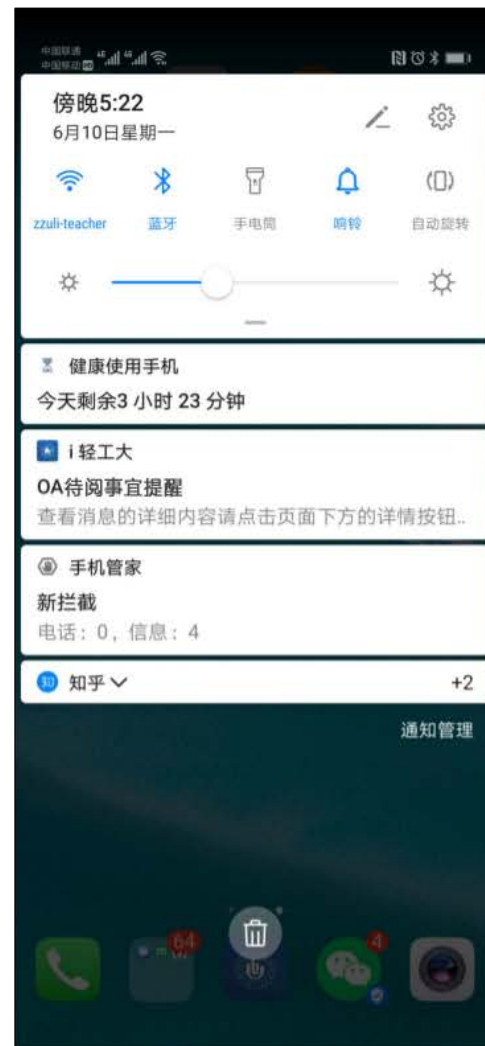 中国联通
中国移动 HD
4G 4G
傍晚5:22
6月10日星期一
zzuli-teacher 蓝牙 手电筒 响铃 自动旋转
健康使用手机
今天剩余3 小时 23 分钟
i 轻工大
OA待阅事宜提醒
查看消息的详细内容请点击页面下方的详情按钮..
手机管家
新拦截
电话：0，信息：4
知 知乎 +2
通知管理
64 4